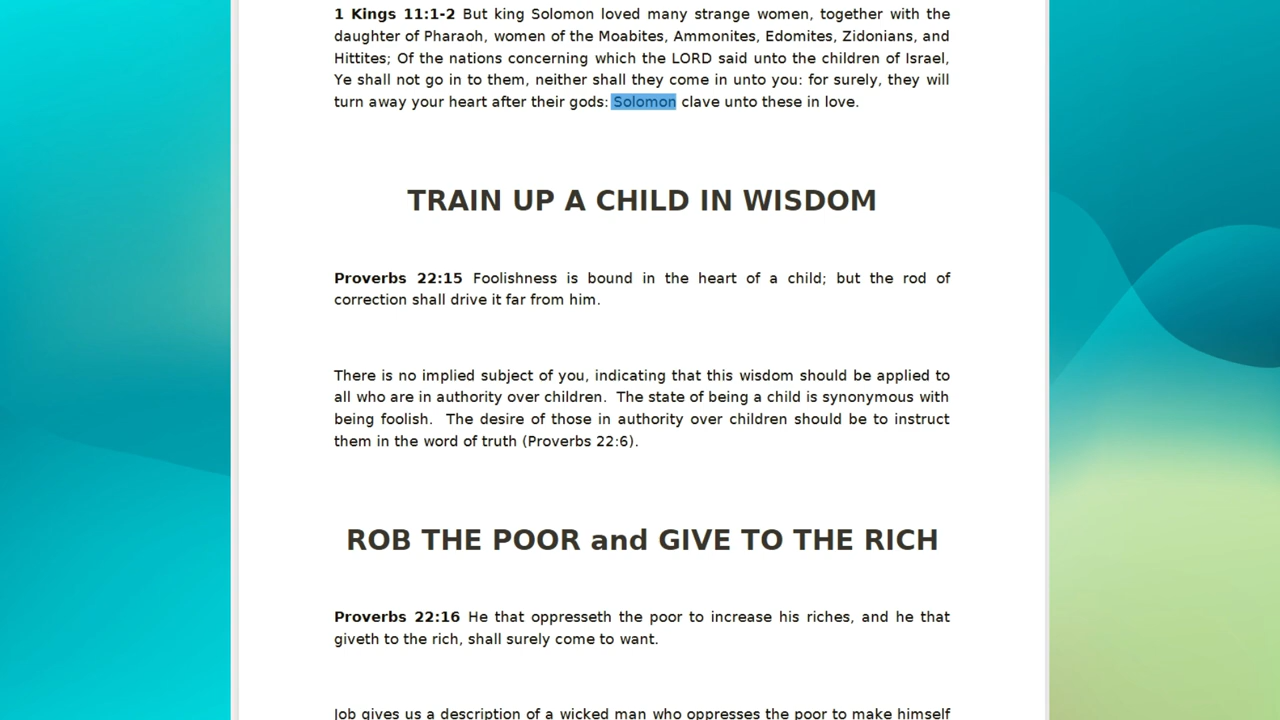 1 Kings 11:1-2 But king Solomon loved many strange women, together with the
daughter of Pharaoh, women of the Moabites, Ammonites, Edomites, Zidonians, and
Hittites; Of the nations concerning which the LORD said unto the children of Israel,
Ye shall not go in to them, neither shall they come in unto you: for surely, they will
turn away your heart after their gods: Solomon clave unto these in love.
TRAIN UP A CHILD IN WISDOM
Proverbs 22:15 Foolishness is bound in the heart of a child; but the rod of
correction shall drive it far from him.
There is no implied subject of you, indicating that this wisdom should be applied to
all who are in authority over children.  The state of being a child is synonymous with
being foolish.  The desire of those in authority over children should be to instruct
them in the word of truth (Proverbs 22:6).
ROB THE POOR and GIVE TO THE RICH
Proverbs 22:16 He that oppresseth the poor to increase his riches, and he that
giveth to the rich, shall surely come to want.
Job gives us a description of a wicked man who oppresses the poor to make himself